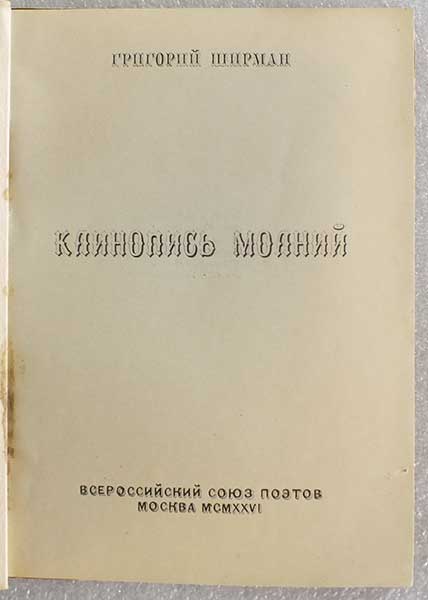 ГРИГОРИЙ ШИРМАН
КЛИНОПИСЬ МОЛНИЙ
ВСЕРОССИЙСКИЙ СОЮЗ ПОЭТОВ
МОСКВА MCMXXVI